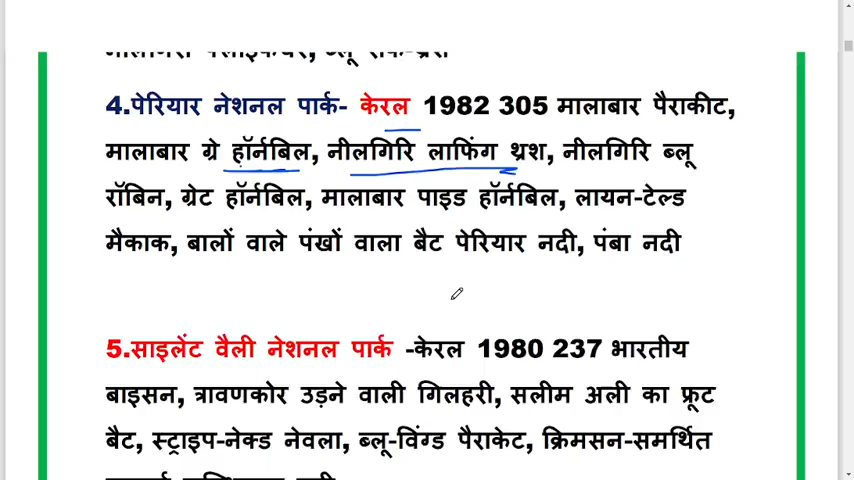 4.पेरियार नेशनल पार्क- केरल 1982 305 मालाबार पैराकीट,
मालाबार ग्रे हॉर्नबिल, नीलगिरि लाफिंग थ्रश, नीलगिरि ब्लू
रॉबिन, ग्रेट हॉर्नबिल, मालाबार पाइड हॉर्नबिल, लायन-टेल्ड
मैकाक, बालों वाले पंखों वाला बैट पेरियार नदी, पंबा नदी
5.साइलेंट वैली नेशनल पार्क -केरल 1980 237 भारतीय
बाइसन, त्रावणकोर उड़ने वाली गिलहरी, सलीम अली का फ्रूट
बैट, स्ट्राइप-नेक्ड नेवला, ब्लू-विंग्ड पैराकेट, क्रिमसन-समर्थित